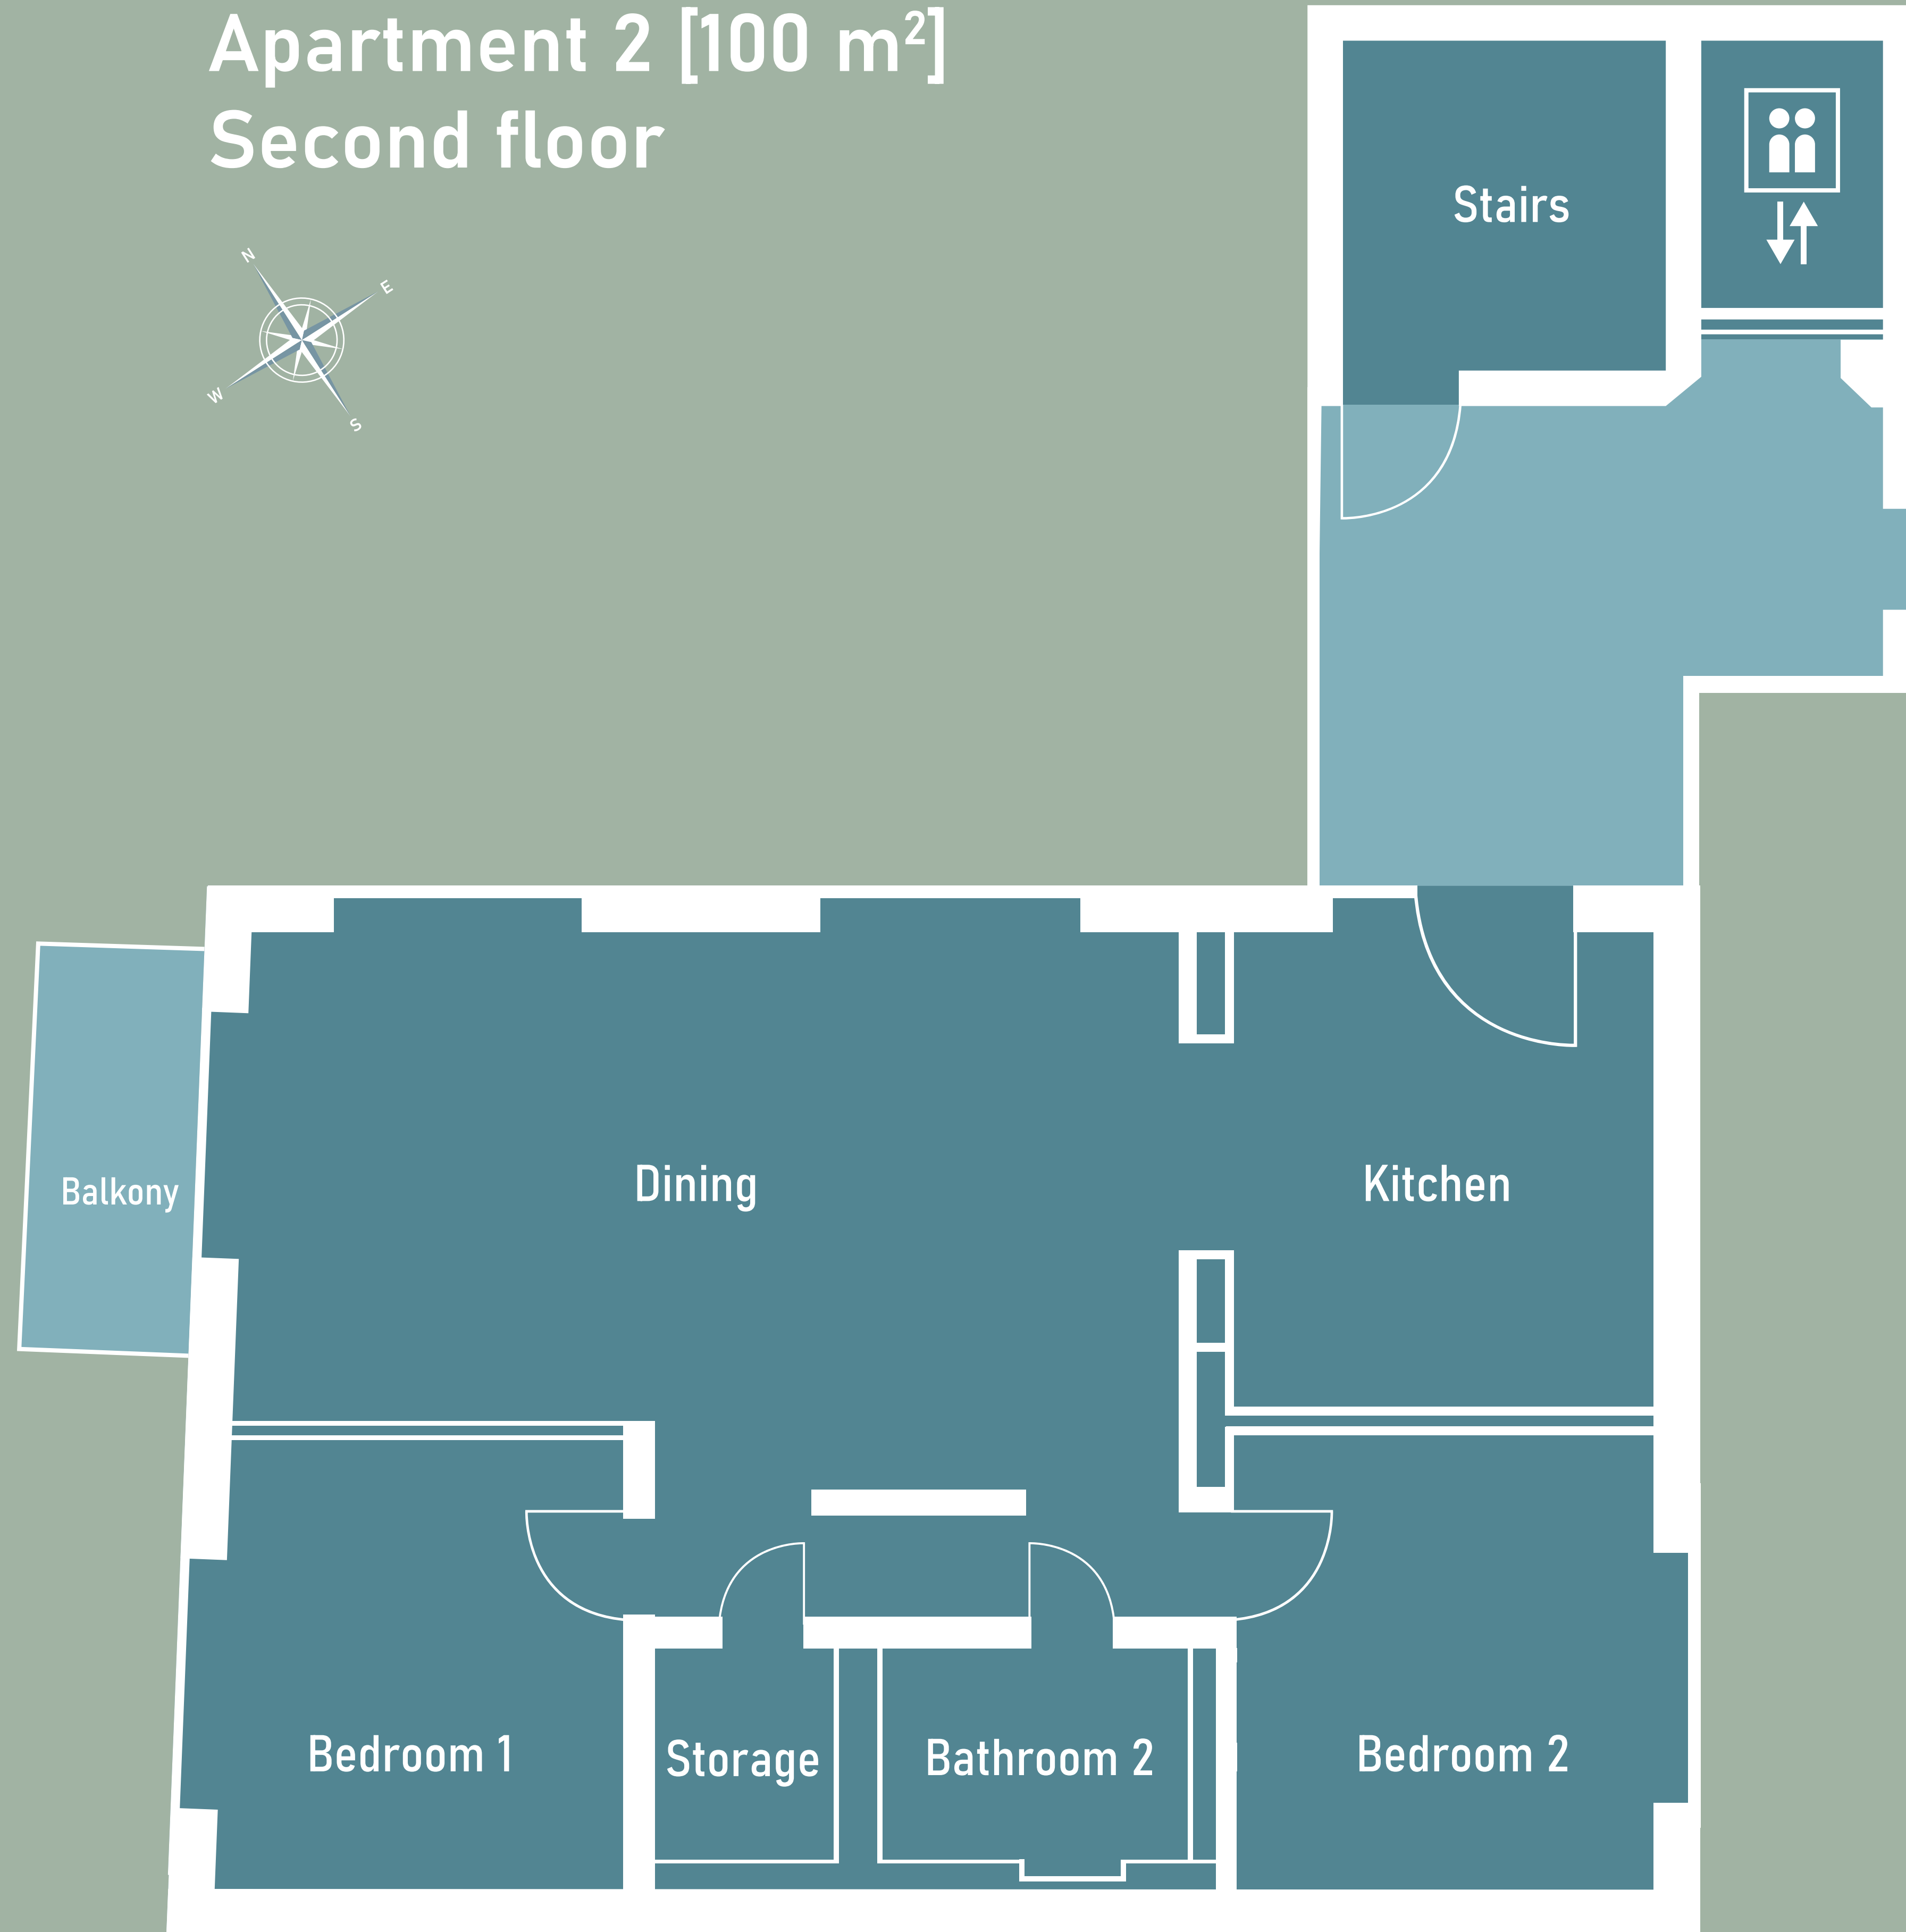 Apartment 2 [100 m²]
Second floor
Stairs
N
E
W
S
Dining
Kitchen
Balkony
Bedroom 1
Storage
Bathroom 2
Bedroom 2